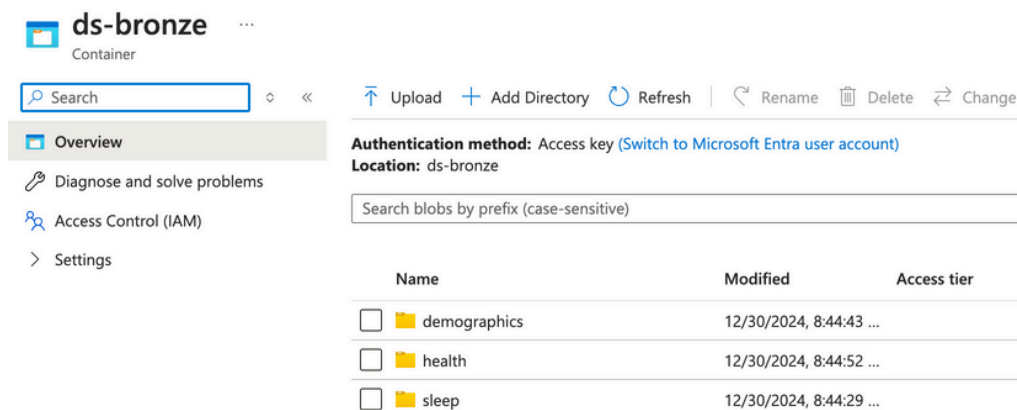 ds-bronze ...
Container
Search
Upload Add Directory Refresh Rename Delete Change
Overview
Diagnose and solve problems
Access Control (IAM)
Settings
Authentication method: Access key (Switch to Microsoft Entra user account)
Location: ds-bronze
Search blobs by prefix (case-sensitive)
Name Modified Access tier
demographics 12/30/2024, 8:44:43 ...
health 12/30/2024, 8:44:52 ...
sleep 12/30/2024, 8:44:29 ...